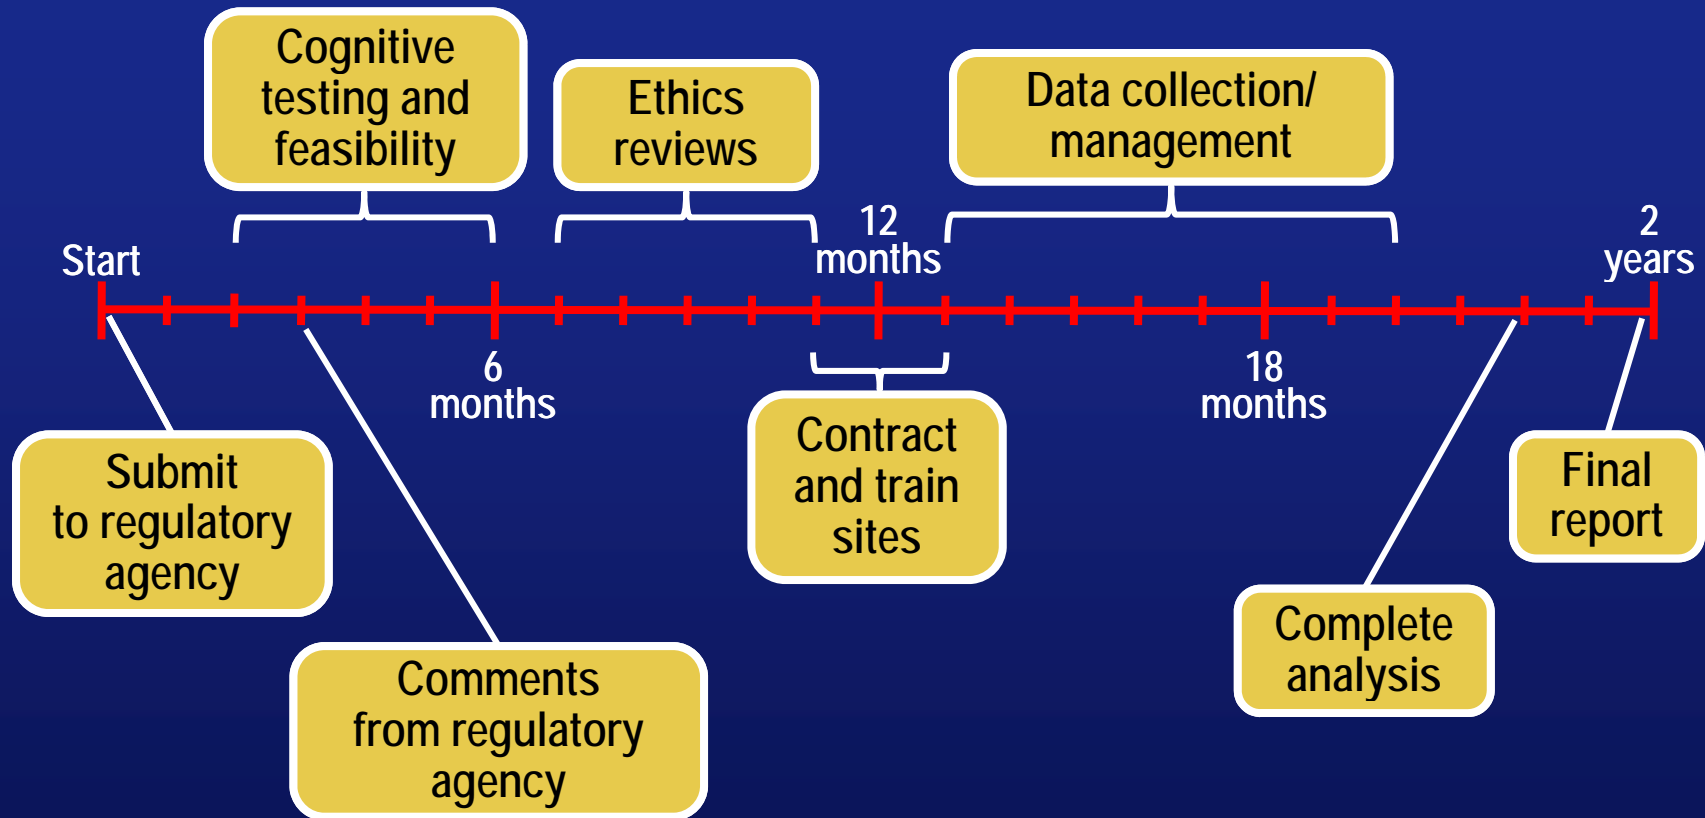 Cognitive
testing and
feasibility
Ethics
reviews
Data collection/
management
Start
12
months
2
years
6
months
18
months
Submit
to regulatory
agency
Comments
from regulatory
agency
Contract
and train
sites
Complete
analysis
Final
report